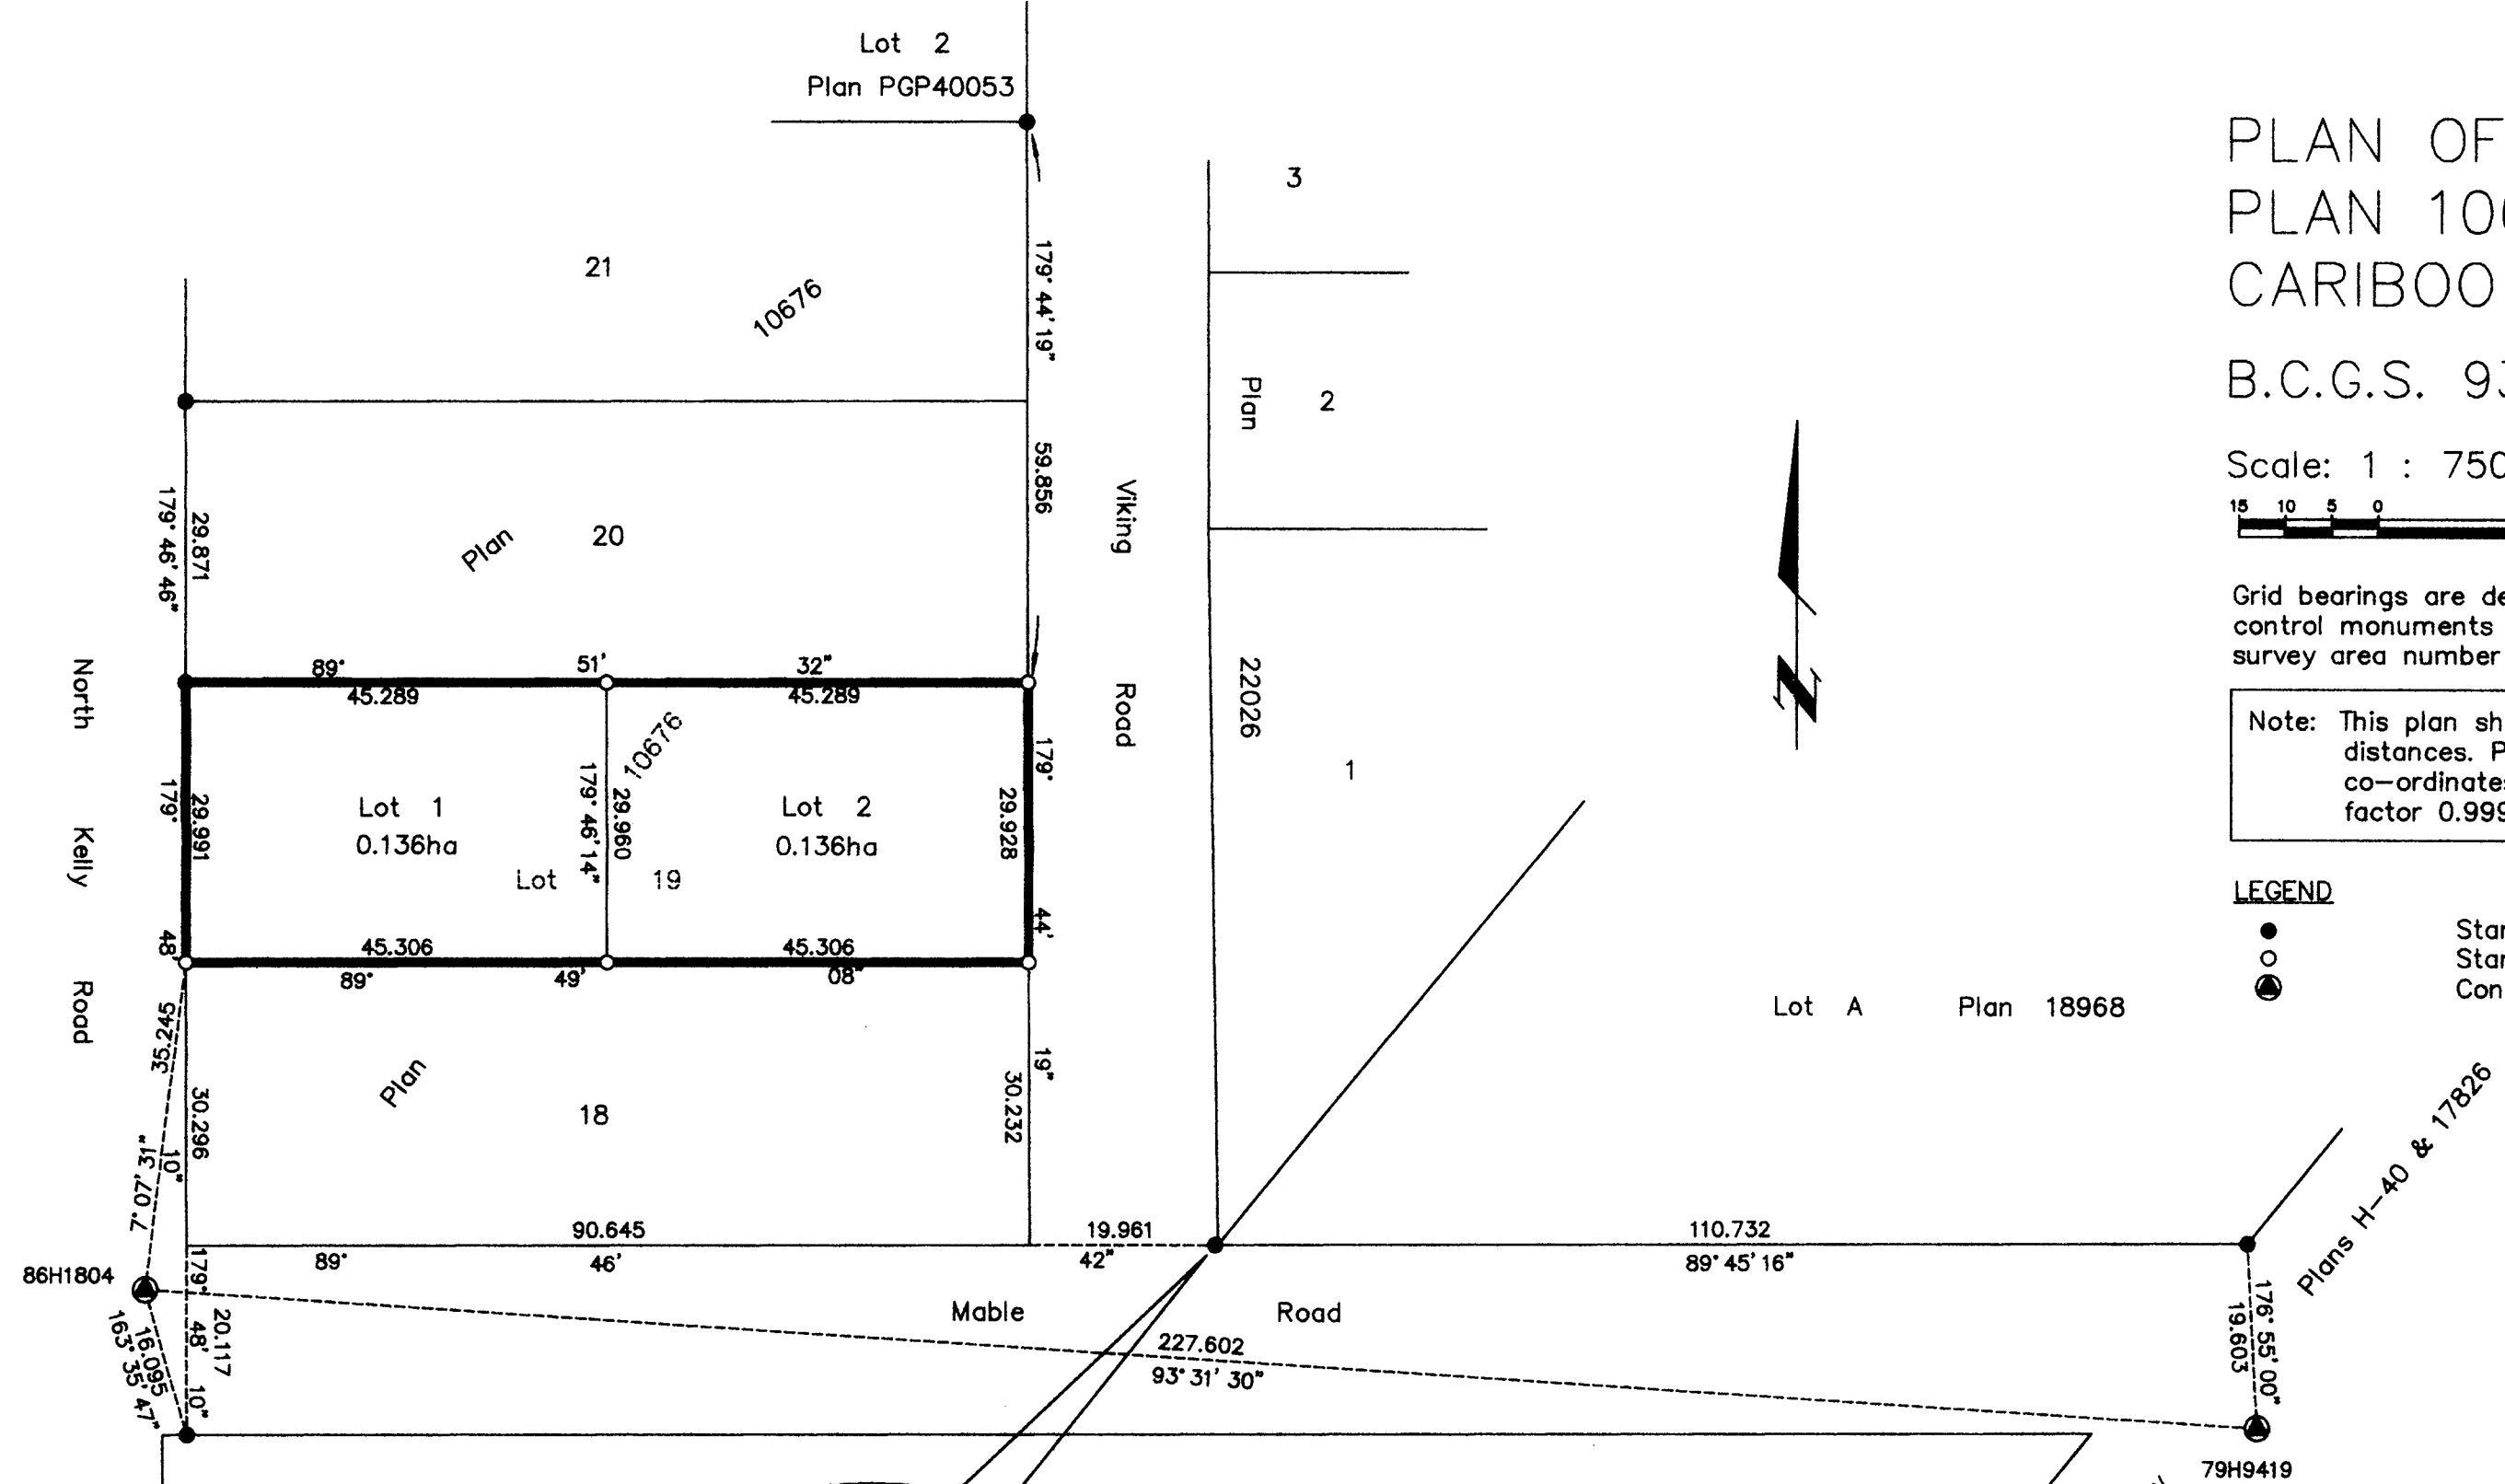 Lot 2
Plan PGP40053
3
21
10676
179° 44' 19"
Plan 2
20
Plan
29.871
179° 46' 46"
59.856
Viking Road
22026
1
89° 51' 32"
45.289 45.289
North Kelly Road
179° 48' 10"
29.991
Lot 1
0.136ha
179° 46' 14"
29.960
10676
Lot 2
0.136ha
Lot 19
29.928
179° 44' 19"
45.306 45.306
89° 49' 08"
35.245
7° 07' 31"
30.296
Plan
18
30.232
90.645 19.961
89° 46' 42"
110.732
89° 45' 16"
Lot A Plan 18968
Plans H-40 & 17826
86H1804
179° 48' 10"
20.117
16.095
163° 35' 47"
Mable Road
227.602
93° 31' 30"
176° 55' 00"
19.603
79H9419
PLAN OF
PLAN 10
CARIBOO
B.C.G.S. 93
Scale: 1 : 750
15 10 5 0
Grid bearings are de
control monuments
survey area number
Note: This plan sh
distances. P
co-ordinates
factor 0.999
LEGEND
Star
Star
Con
N